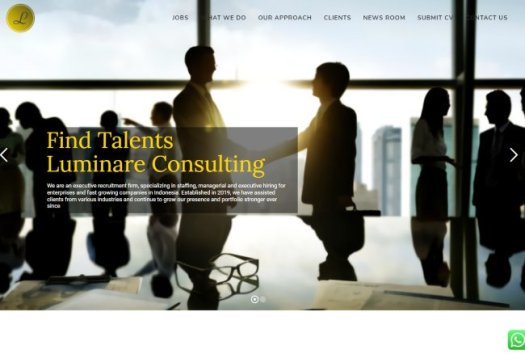 L
JOBS
WHAT WE DO
OUR APPROACH
CLIENTS
NEWS ROOM
SUBMIT CV
CONTACT US
Find Talents
Luminare Consulting
We are an executive recruitment firm, specializing in staffing, managerial and executive hiring for
enterprises and fast growing companies in Indonesia. Established in 2019, we have assisted
clients from various industries and continue to grow our presence and portfolio stronger over
since